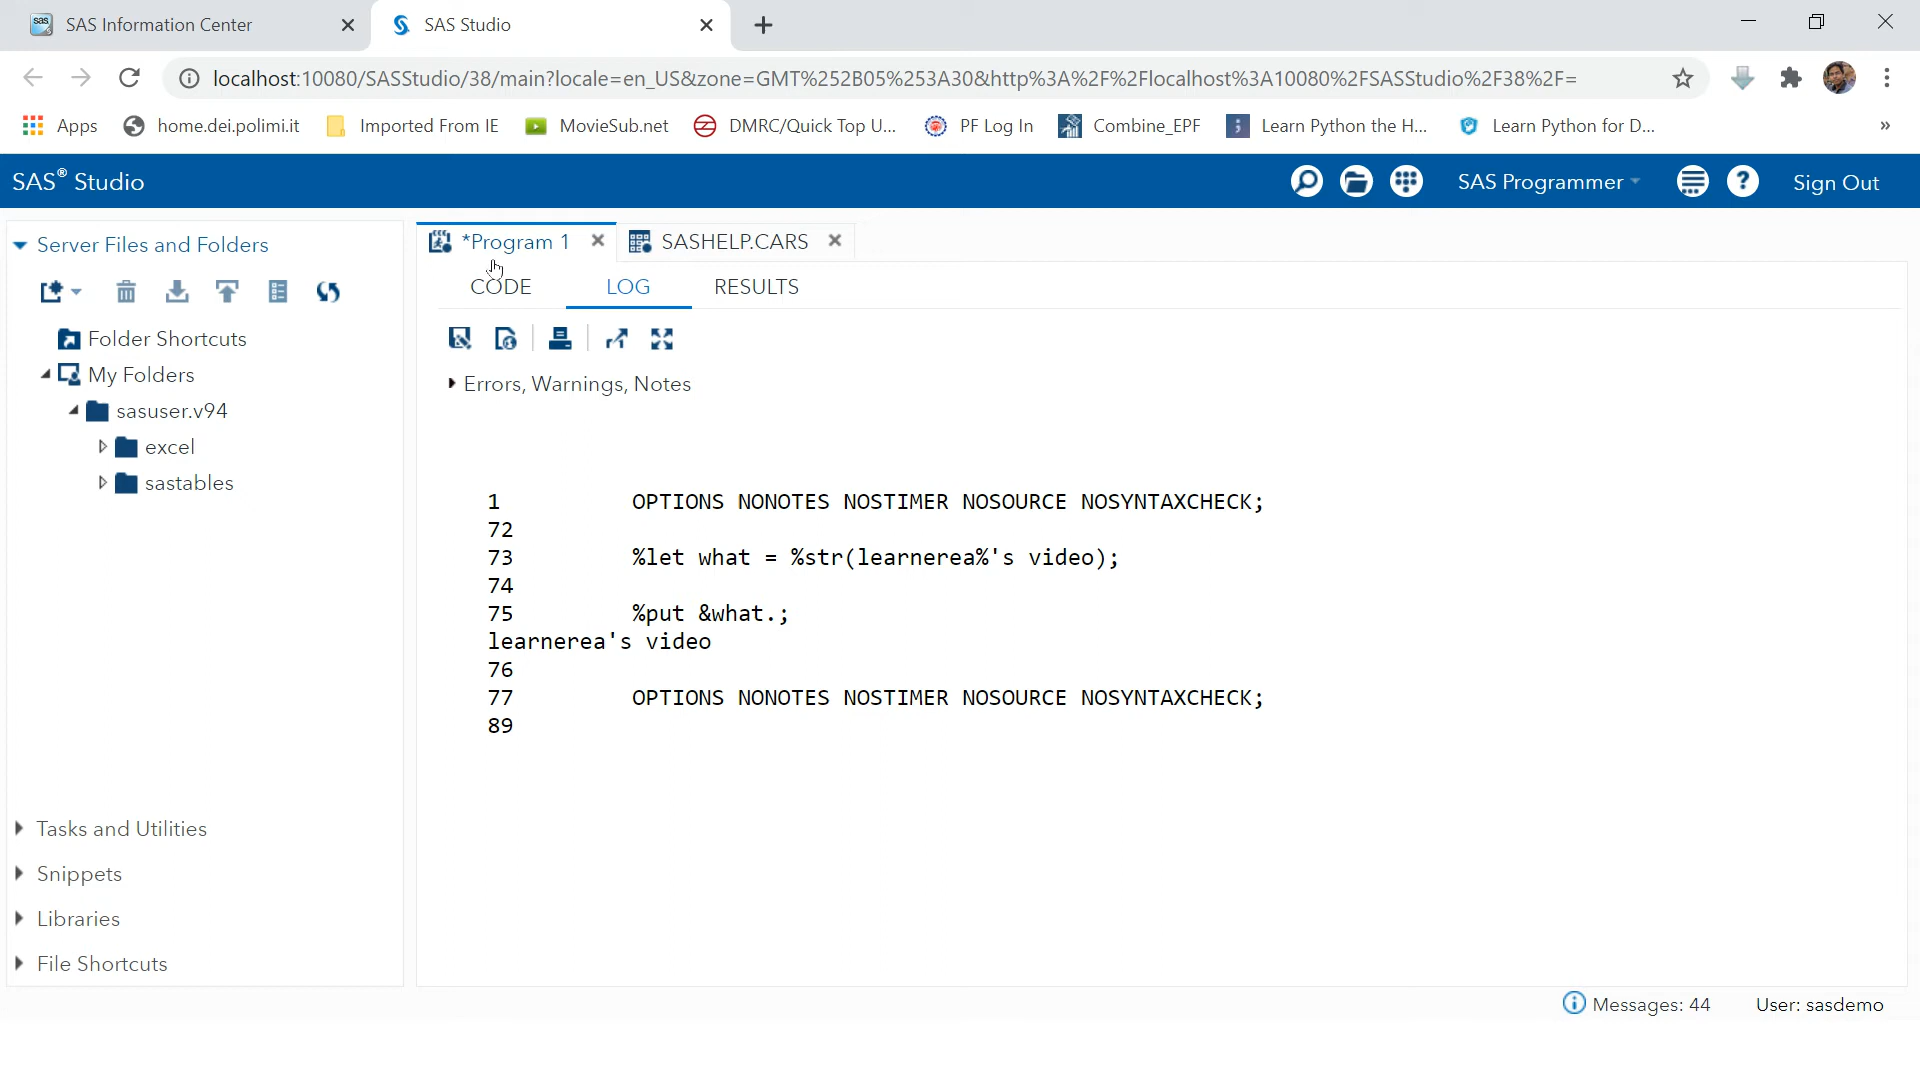 SAS Information Center
SAS Studio
localhost:10080/SASStudio/38/main?locale=en_US&zone=GMT%252B05%253A30&http%3A%2F%2Flocalhost%3A10080%2FSASStudio%2F38%2F=
Apps
home.dei.polimi.it
Imported From IE
MovieSub.net
DMRC/Quick Top U...
PF Log In
Combine_EPF
Learn Python the H...
Learn Python for D...
»
SAS® Studio
SAS Programmer
Sign Out
Server Files and Folders
*Program 1
SASHELP.CARS
CODE
LOG
RESULTS
Folder Shortcuts
My Folders
sasuser.v94
excel
sastables
Errors, Warnings, Notes
1 OPTIONS NONOTES NOSTIMER NOSOURCE NOSYNTAXCHECK;
72
73 %let what = %str(learnerea%'s video);
74
75 %put &what.;
learnerea's video
76
77 OPTIONS NONOTES NOSTIMER NOSOURCE NOSYNTAXCHECK;
89
Tasks and Utilities
Snippets
Libraries
File Shortcuts
Messages: 44
User: sasdemo